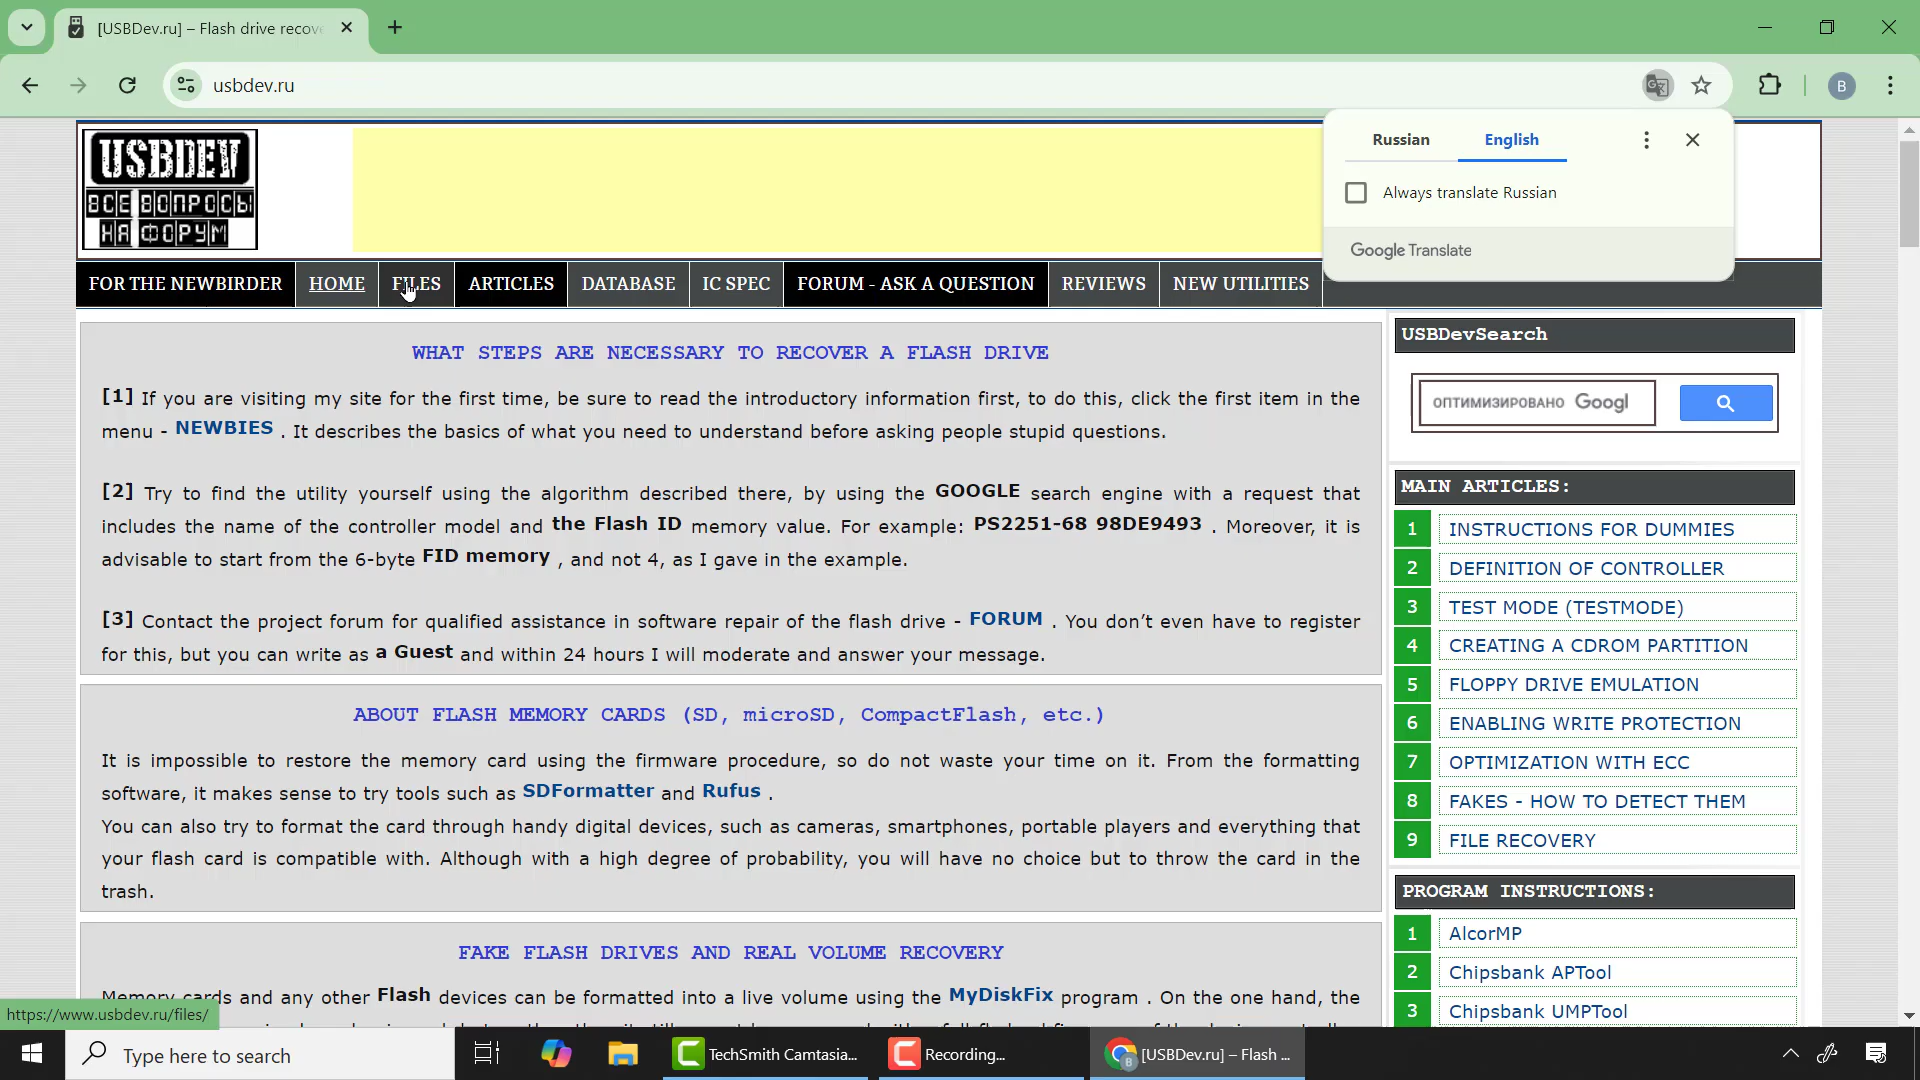 [USBDev.ru] – Flash drive recov
usbdev.ru
B
USBDEV
ВСЕ ВОПРОСЫ
НА ФОРУМ
Russian English
Always translate Russian
Google Translate
FOR THE NEWBIRDER HOME FILES ARTICLES DATABASE IC SPEC FORUM - ASK A QUESTION REVIEWS NEW UTILITIES
WHAT STEPS ARE NECESSARY TO RECOVER A FLASH DRIVE
[1] If you are visiting my site for the first time, be sure to read the introductory information first, to do this, click the first item in the
menu - NEWBIES . It describes the basics of what you need to understand before asking people stupid questions.
[2] Try to find the utility yourself using the algorithm described there, by using the GOOGLE search engine with a request that
includes the name of the controller model and the Flash ID memory value. For example: PS2251-68 98DE9493 . Moreover, it is
advisable to start from the 6-byte FID memory , and not 4, as I gave in the example.
[3] Contact the project forum for qualified assistance in software repair of the flash drive - FORUM . You don’t even have to register
for this, but you can write as a Guest and within 24 hours I will moderate and answer your message.
ABOUT FLASH MEMORY CARDS (SD, microSD, CompactFlash, etc.)
It is impossible to restore the memory card using the firmware procedure, so do not waste your time on it. From the formatting
software, it makes sense to try tools such as SDFormatter and Rufus .
You can also try to format the card through handy digital devices, such as cameras, smartphones, portable players and everything that
your flash card is compatible with. Although with a high degree of probability, you will have no choice but to throw the card in the
trash.
FAKE FLASH DRIVES AND REAL VOLUME RECOVERY
Memory cards and any other Flash devices can be formatted into a live volume using the MyDiskFix program . On the one hand, the
USBDevSearch
ОПТИМИЗИРОВАНО Googl
MAIN ARTICLES:
1 INSTRUCTIONS FOR DUMMIES
2 DEFINITION OF CONTROLLER
3 TEST MODE (TESTMODE)
4 CREATING A CDROM PARTITION
5 FLOPPY DRIVE EMULATION
6 ENABLING WRITE PROTECTION
7 OPTIMIZATION WITH ECC
8 FAKES - HOW TO DETECT THEM
9 FILE RECOVERY
PROGRAM INSTRUCTIONS:
1 AlcorMP
2 Chipsbank APTool
3 Chipsbank UMPTool
https://www.usbdev.ru/files/
Type here to search
TechSmith Camtasia...
Recording...
[USBDev.ru] – Flash ...